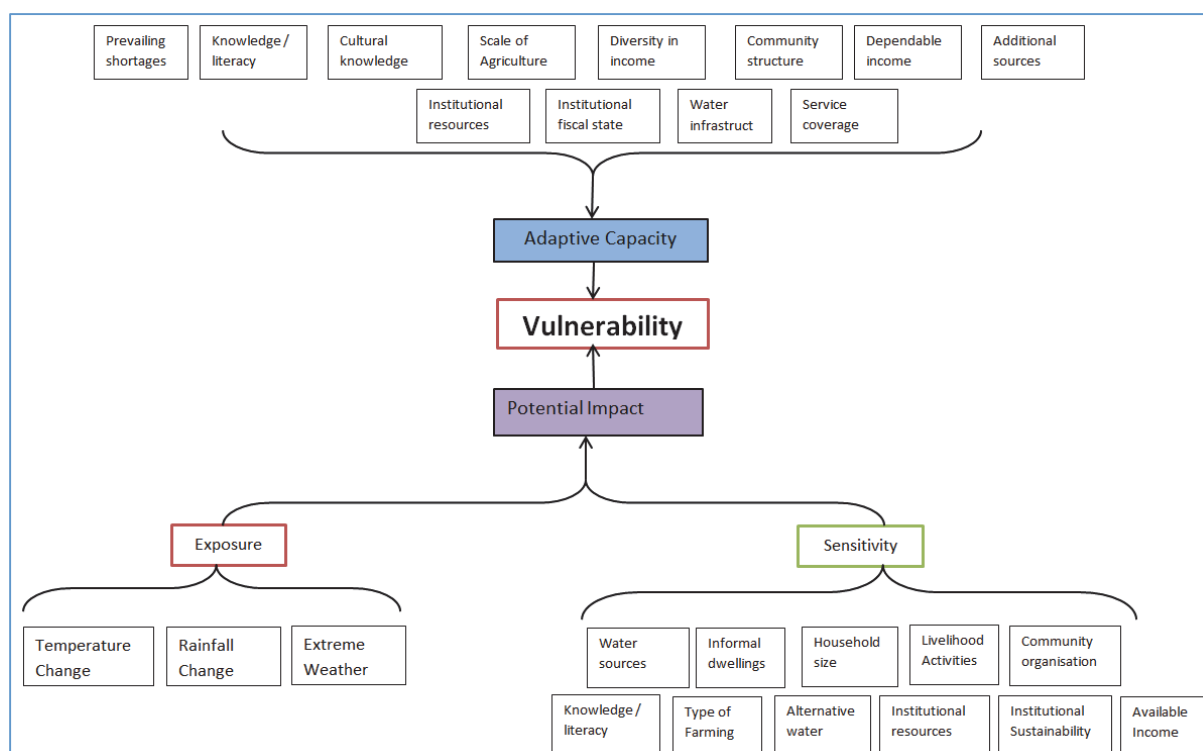 Prevailing
shortages
Knowledge /
literacy
Cultural
knowledge
Scale of
Agriculture
Diversity in
income
Community
structure
Dependable
income
Additional
sources
Institutional
resources
Institutional
fiscal state
Water
infrastruct
Service
coverage
Adaptive Capacity
Vulnerability
Potential Impact
Exposure
Sensitivity
Temperature
Change
Rainfall
Change
Extreme
Weather
Water
sources
Informal
dwellings
Household
size
Livelihood
Activities
Community
organisation
Knowledge /
literacy
Type of
Farming
Alternative
water
Institutional
resources
Institutional
Sustainability
Available
Income